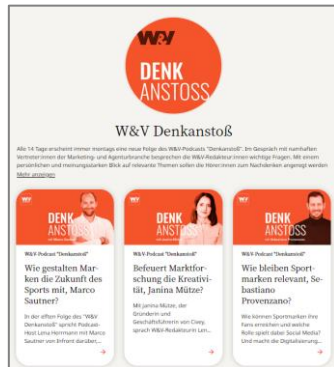 W&V
DENK
ANSTOSS
W&V Denkanstoß
Alle 14 Tage erscheint immer montags eine neue Folge des W&V-Podcasts "Denkanstoß". Im Gespräch mit namhaften
Vertreter:innen der Marketing- und Agenturbranche besprechen die W&V-Redakteur:innen wichtige Fragen. Mit einem
persönlichen und meinungsstarken Blick auf relevante Themen sollen die Hörer:innen zum Nachdenken angeregt werden
Mehr anzeigen
W&V
DENK
ANSTOSS
W&V-Podcast "Denkanstoß"
Wie gestalten Mar-
ken die Zukunft des
Sports mit, Marco
Sautner?
In der elften Folge des "W&V
Denkanstoß" spricht Podcast-
Host Lena Herrmann mit Marco
Sautner von Infront darüber,...
W&V
DENK
ANSTOSS
W&V-Podcast "Denkanstoß"
Befeuert Marktfor-
schung die Kreativi-
tät, Janina Mütze?
Mit Janina Mütze, der
Gründerin und
Geschäftsführerin von Civey,
sprach W&V-Redakteurin Len...
W&V
DENK
ANSTOSS
W&V-Podcast "Denkanstoß"
Wie bleiben Sport-
marken relevant, Se-
bastiano
Provenzano?
Wie können Sportmarken ihre
Fans erreichen und welche
Rolle spielt dabei Social Media?
Und macht die Digitalisierung...